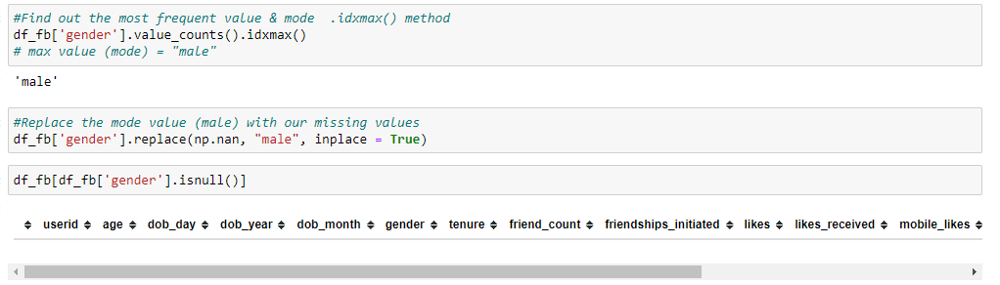 #Find out the most frequent value & mode  .idxmax() method
df_fb['gender'].value_counts().idxmax()
# max value (mode) = "male"
'male'
#Replace the mode value (male) with our missing values
df_fb['gender'].replace(np.nan, "male", inplace = True)
df_fb[df_fb['gender'].isnull()]
userid age dob_day dob_year dob_month gender tenure friend_count friendships_initiated likes likes_received mobile_likes